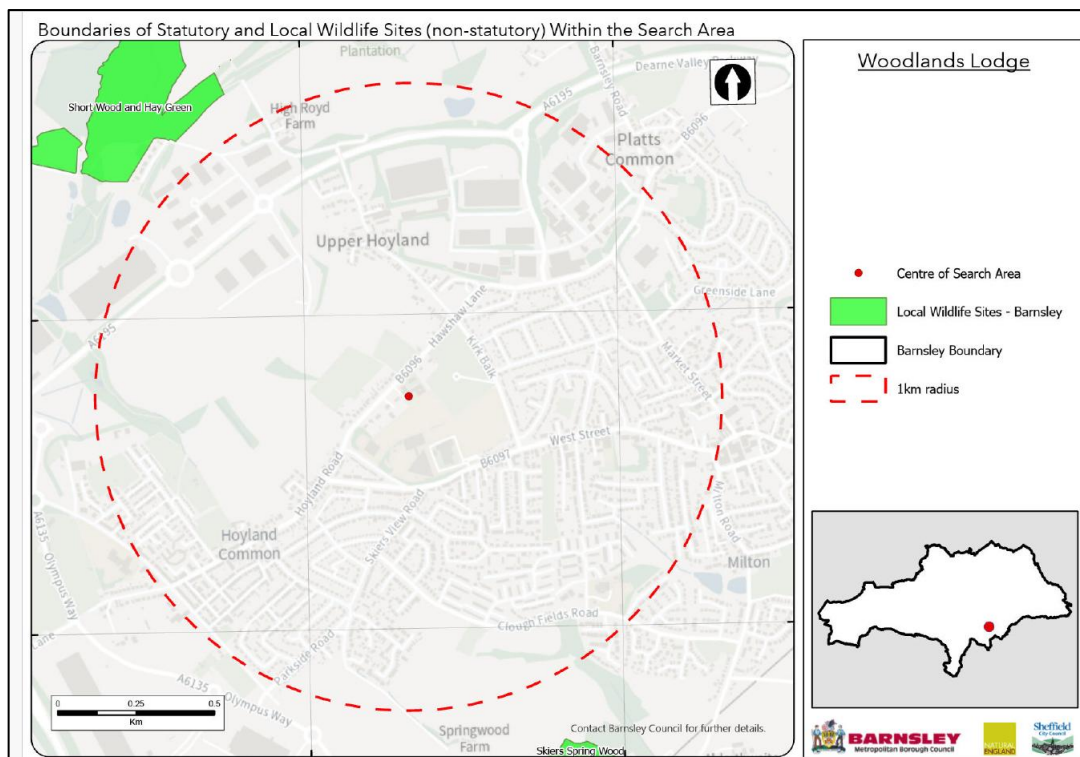 Boundaries of Statutory and Local Wildlife Sites (non-statutory) Within the Search Area
Woodlands Lodge
Plantation
Barnsley Road
Dearne Valley
A6195
B6096
Short Wood and Hay Green
High Royd
Farm
Platts
Common
Upper Hoyland
Greenside Lane
Hawshaw Lane
Kirk Balk
Market Street
A6195
B6096
West Street
B6097
Hoyland Road
Skiers View Road
Milton Road
Hoyland
Common
Milton
A6135 - Olympus Way
Clough Fields Road
Parkside Road
Lane
A6135 - Olympus Way
Springwood
Farm
Skiers Spring Wood
0 0.25 0.5
Km
Contact Barnsley Council for further details.
Centre of Search Area
Local Wildlife Sites - Barnsley
Barnsley Boundary
1km radius
BARNSLEY
Metropolitan Borough Council
NATURAL
ENGLAND
Sheffield
City Council